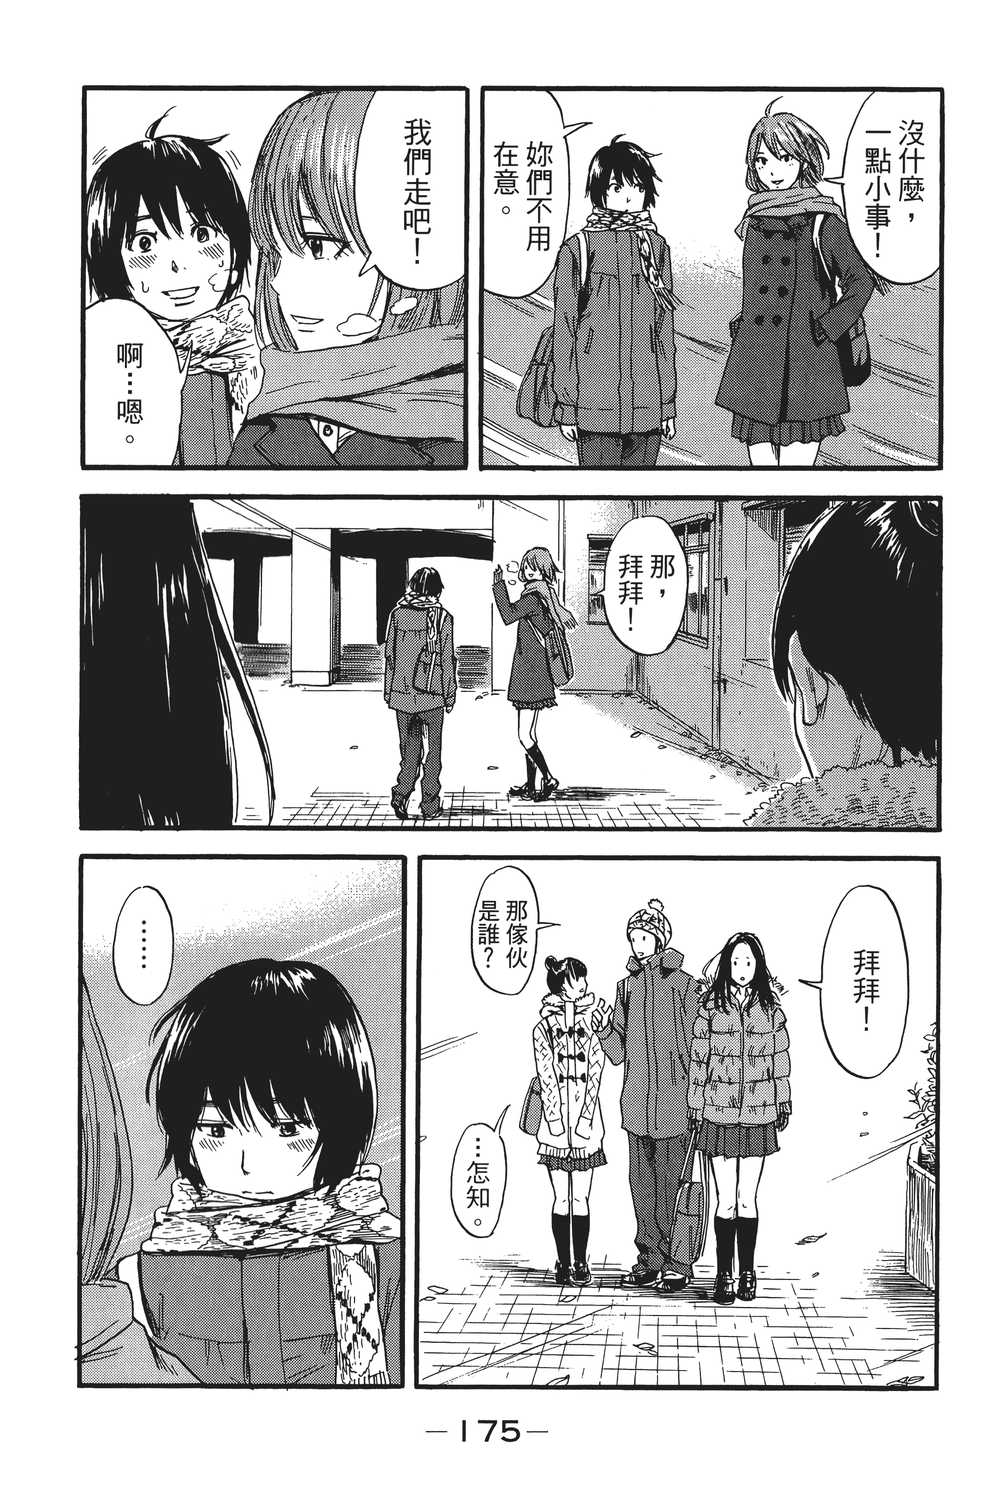 沒什麼，
一點小事！
妳們不用
在意。
我們走吧！
啊…嗯。
那，
拜拜！
拜拜！
那傢伙
是誰？
…怎知。
……
—175—